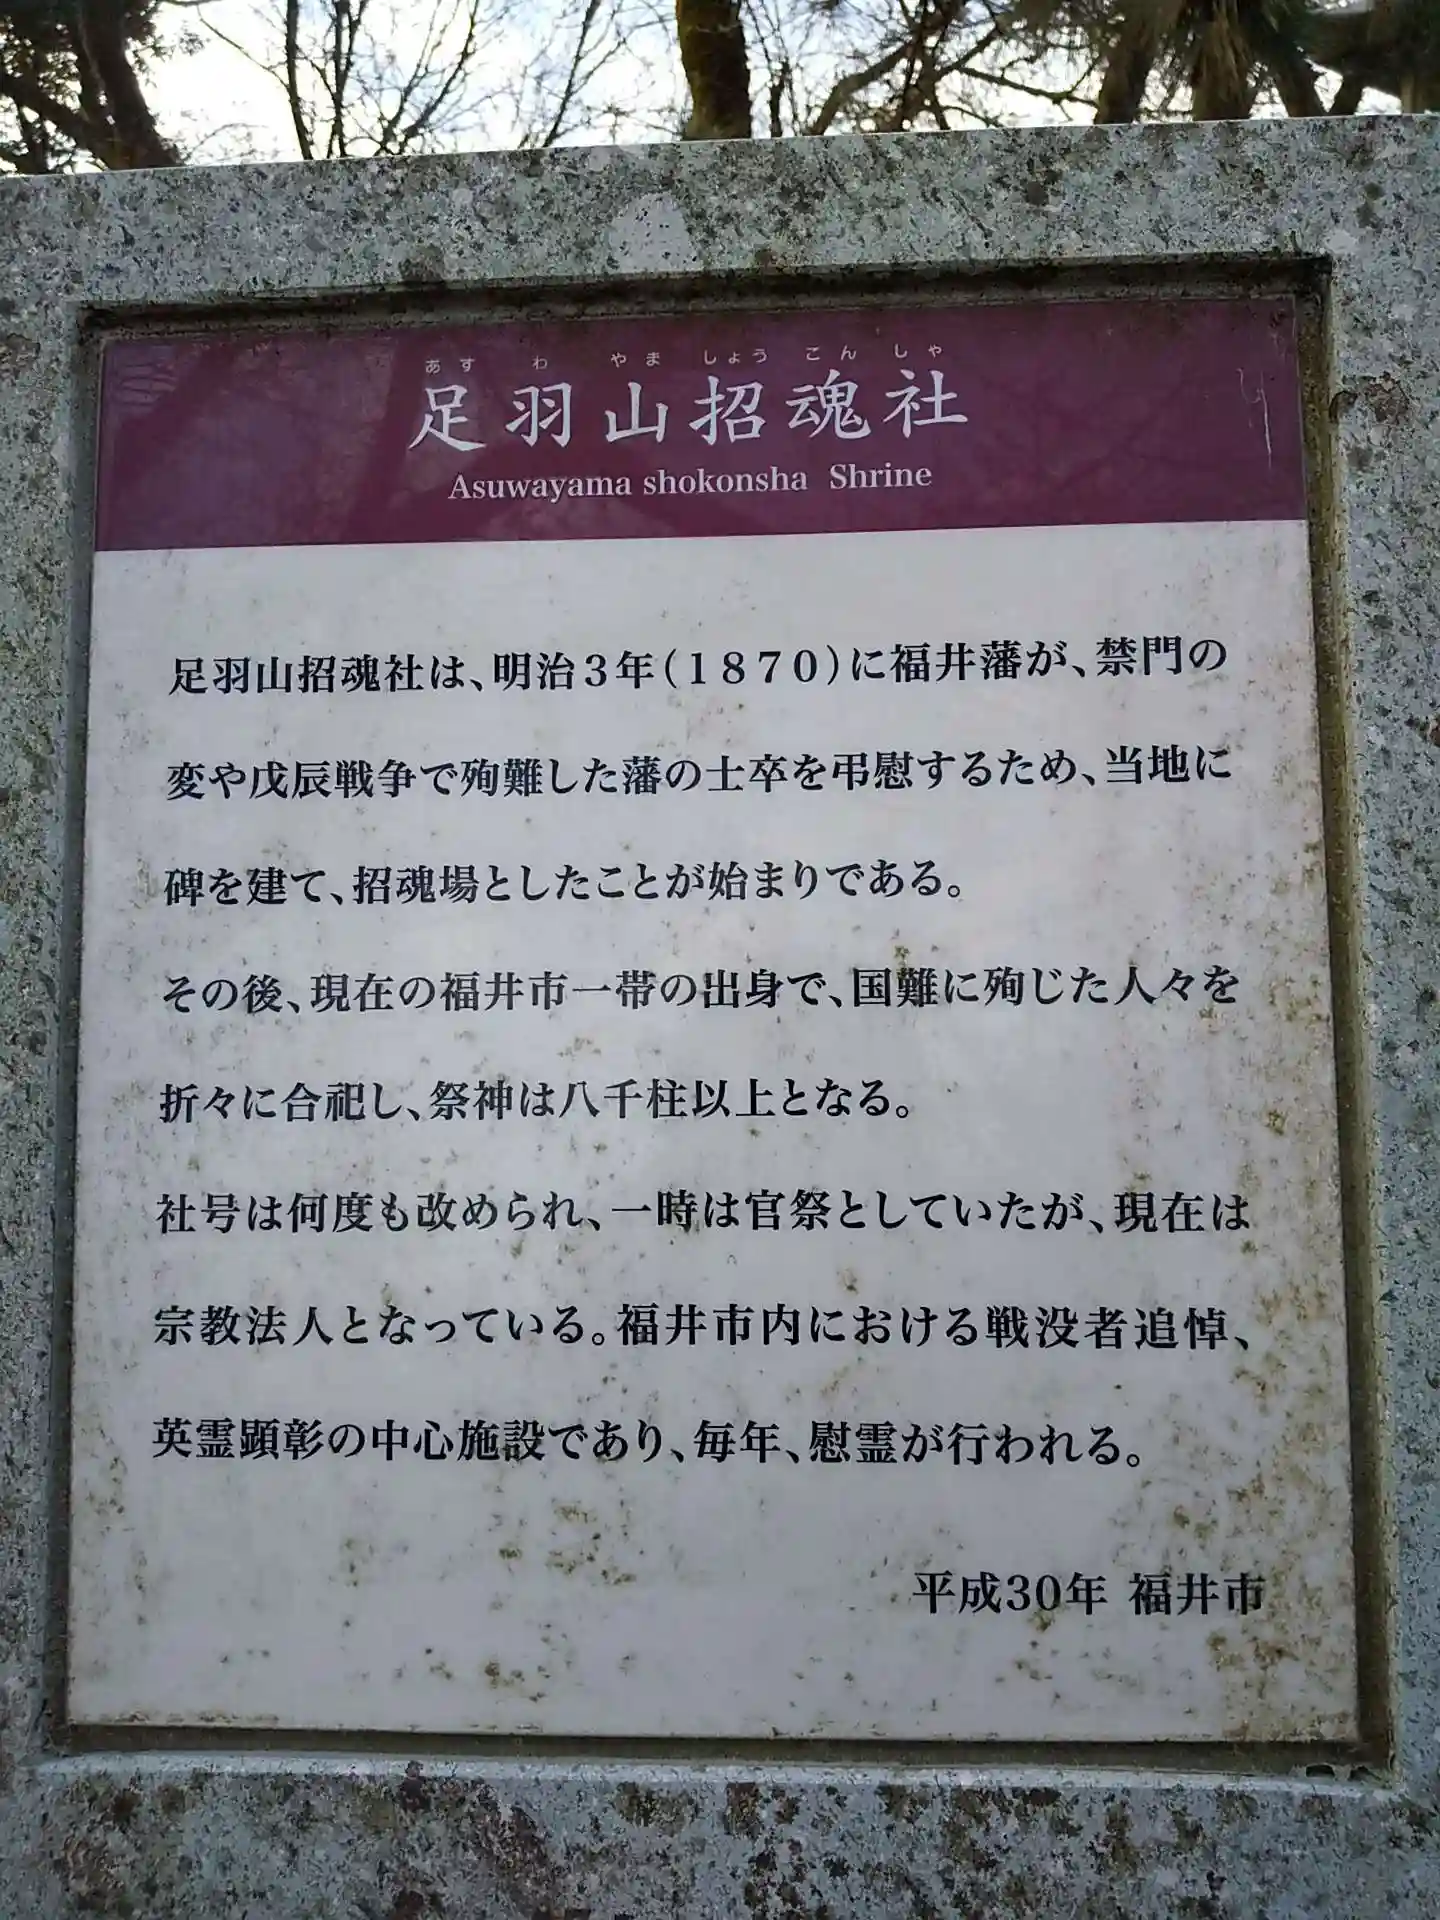 あすわやましょうこんしゃ
足羽山招魂社
Asuwayama shokonsha Shrine
足羽山招魂社は、明治3年(1870)に福井藩が、禁門の
変や戊辰戦争で殉難した藩の士卒を弔慰するため、当地に
碑を建て、招魂場としたことが始まりである。
その後、現在の福井市一帯の出身で、国難に殉じた人々を
折々に合祀し、祭神は八千柱以上となる。
社号は何度も改められ、一時は官祭としていたが、現在は
宗教法人となっている。福井市内における戦没者追悼、
英霊顕彰の中心施設であり、毎年、慰霊が行われる。
平成30年 福井市